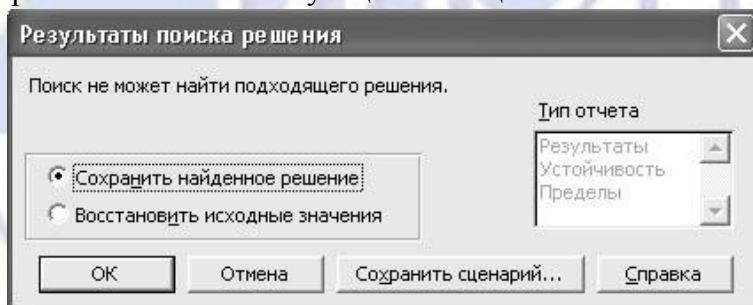 Результаты поиска решения
Поиск не может найти подходящего решения.
Тип отчета
Результаты
Устойчивость
Пределы
Сохранить найденное решение
Восстановить исходные значения
ОК
Отмена
Сохранить сценарий...
Справка